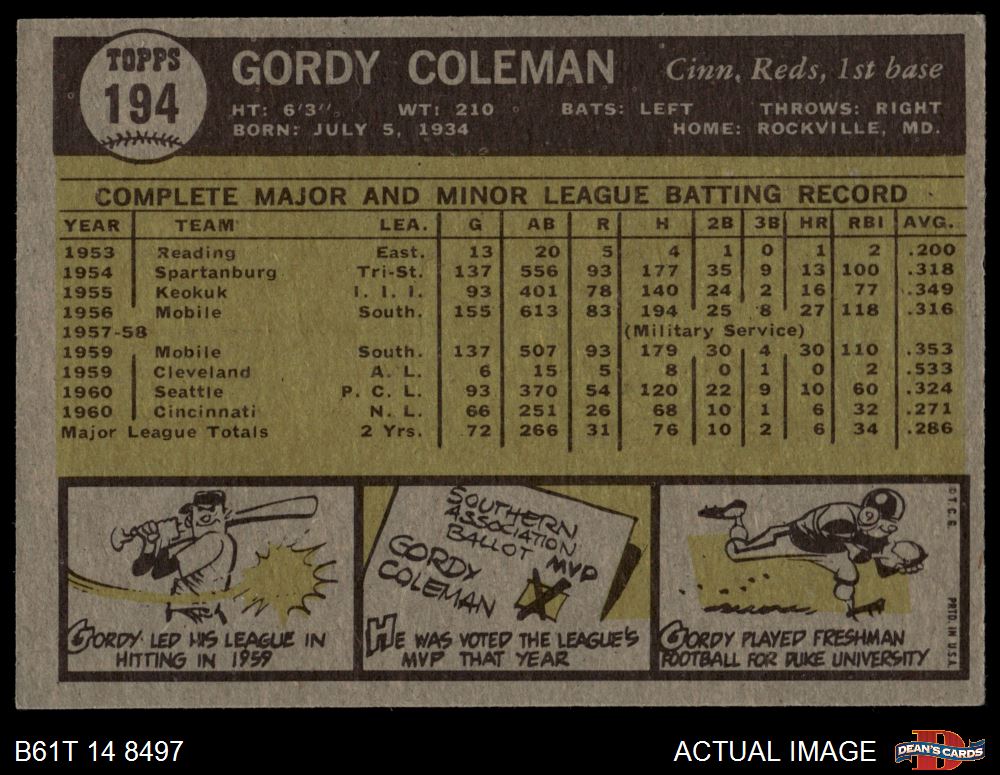 TOPPS
194
GORDY COLEMAN Cinn. Reds, 1st base
HT: 6'3" WT: 210 BATS: LEFT THROWS: RIGHT
BORN: JULY 5, 1934 HOME: ROCKVILLE, MD.
COMPLETE MAJOR AND MINOR LEAGUE BATTING RECORD
YEAR TEAM LEA. G AB R H 2B 3B HR RBI AVG.
1953 Reading East. 13 20 5 4 1 0 1 2 .200
1954 Spartanburg Tri-St. 137 556 93 177 35 9 13 100 .318
1955 Keokuk I. I. I. 93 401 78 140 24 2 16 77 .349
1956 Mobile South. 155 613 83 194 25 8 27 118 .316
1957-58 (Military Service)
1959 Mobile South. 137 507 93 179 30 4 30 110 .353
1959 Cleveland A. L. 6 15 5 8 0 1 0 2 .533
1960 Seattle P. C. L. 93 370 54 120 22 9 10 60 .324
1960 Cincinnati N. L. 66 251 26 68 10 1 6 32 .271
Major League Totals 2 Yrs. 72 266 31 76 10 2 6 34 .286
GORDY LED HIS LEAGUE IN
HITTING IN 1959
SOUTHERN
ASSOCIATION
BALLOT
MVP
GORDY
COLEMAN
HE WAS VOTED THE LEAGUE'S
MVP THAT YEAR
9
GORDY PLAYED FRESHMAN
FOOTBALL FOR DUKE UNIVERSITY
© T. C. G.
PRTD. IN U.S.A.
B61T 14 8497
ACTUAL IMAGE
D
DEAN'S CARDS